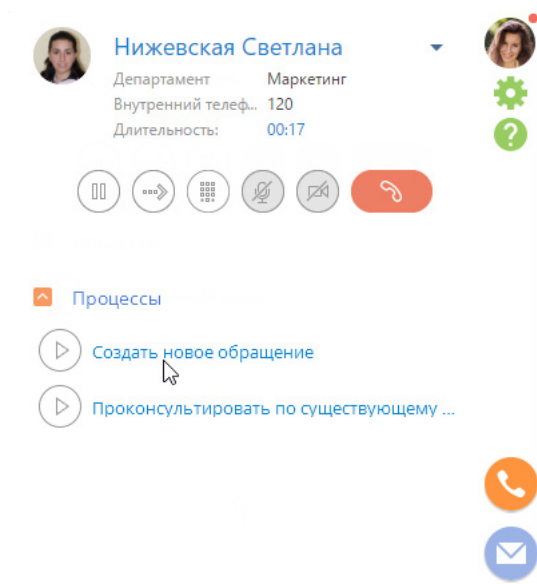 Нижевская Светлана
Департамент Маркетинг
Внутренний телеф... 120
Длительность: 00:17
Процессы
Создать новое обращение
Проконсультировать по существующему ...